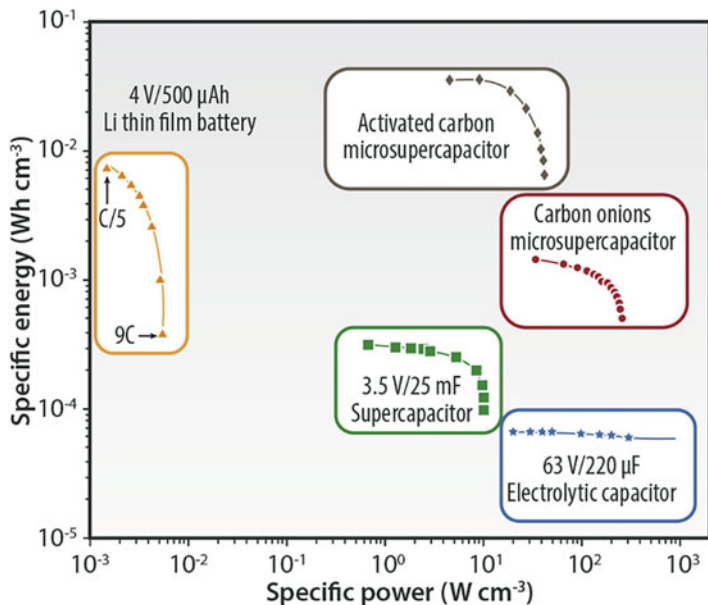 10⁻¹
10⁻²
10⁻³
10⁻⁴
10⁻⁵
Specific energy (Wh cm⁻³)
4 V/500 µAh
Li thin film battery
C/5
9C
Activated carbon
microsupercapacitor
Carbon onions
microsupercapacitor
3.5 V/25 mF
Supercapacitor
63 V/220 µF
Electrolytic capacitor
10⁻³ 10⁻² 10⁻¹ 10⁰ 10¹ 10² 10³
Specific power (W cm⁻³)